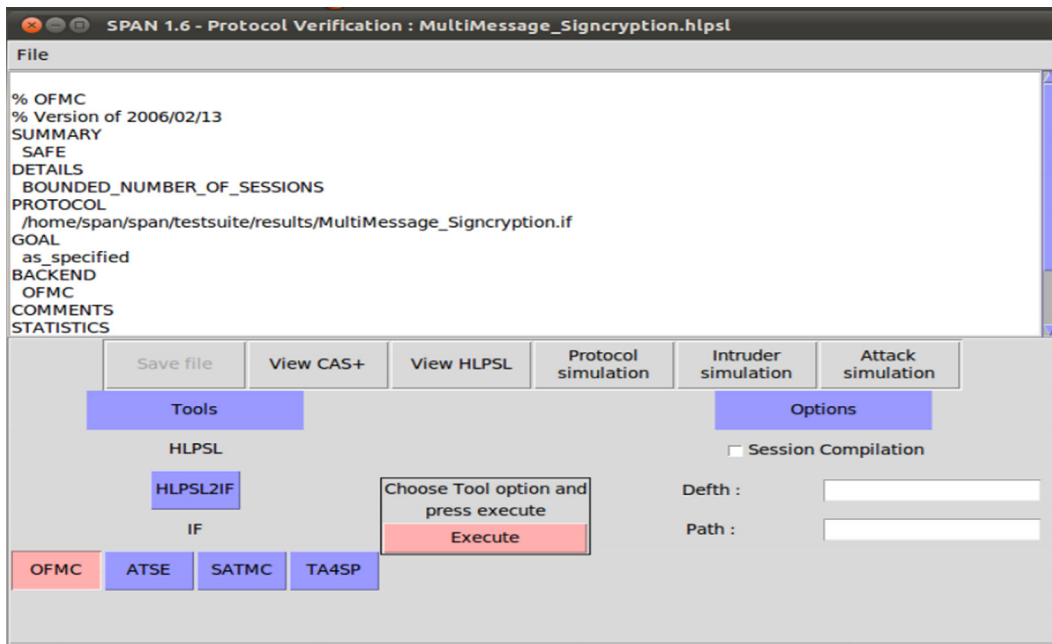 SPAN 1.6 - Protocol Verification : MultiMessage_Signcryption.hlpsl
File
% OFMC
% Version of 2006/02/13
SUMMARY
SAFE
DETAILS
BOUNDED_NUMBER_OF_SESSIONS
PROTOCOL
/home/span/span/testsuite/results/MultiMessage_Signcryption.if
GOAL
as_specified
BACKEND
OFMC
COMMENTS
STATISTICS
Save file
View CAS+
View HLPSL
Protocol
simulation
Intruder
simulation
Attack
simulation
Tools
Options
HLPSL
Session Compilation
HLPSL2IF
Choose Tool option and
press execute
Execute
Defth :
IF
Path :
OFMC
ATSE
SATMC
TA4SP